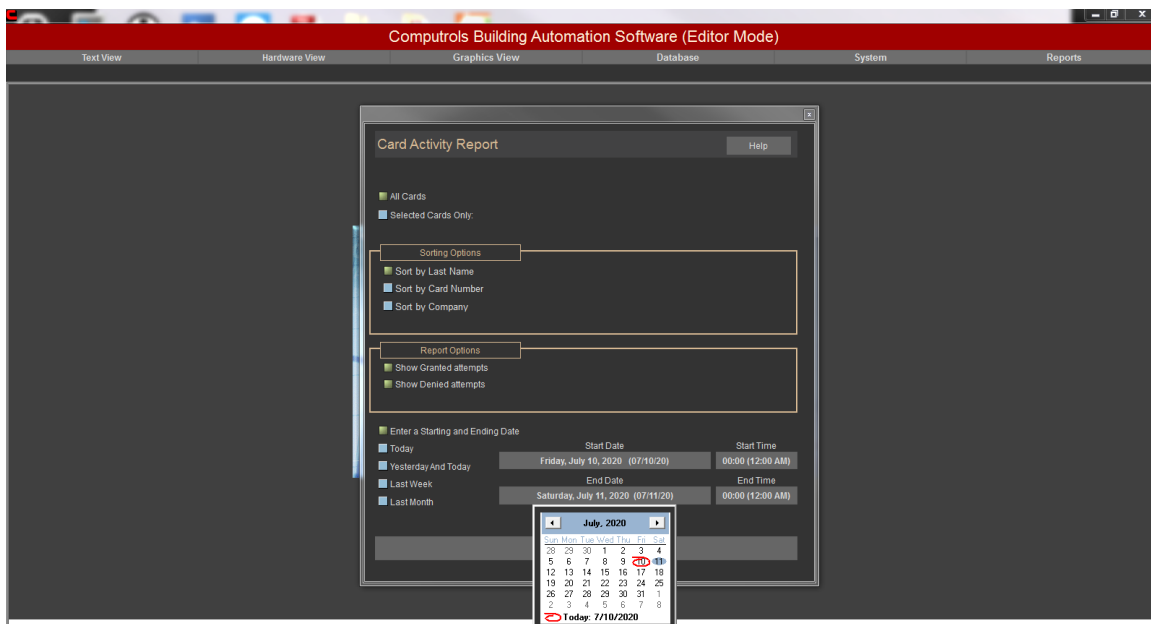 Computrols Building Automation Software (Editor Mode)
Text View Hardware View Graphics View Database System Reports
Card Activity Report Help
All Cards
Selected Cards Only:
Sorting Options
Sort by Last Name
Sort by Card Number
Sort by Company
Report Options
Show Granted attempts
Show Denied attempts
Enter a Starting and Ending Date
Today
Yesterday And Today
Last Week
Last Month
Start Date Start Time
Friday, July 10, 2020 (07/10/20) 00:00 (12:00 AM)
End Date End Time
Saturday, July 11, 2020 (07/11/20) 00:00 (12:00 AM)
July, 2020
Sun Mon Tue Wed Thu Fri Sat
28 29 30 1 2 3 4
5 6 7 8 9 10 11
12 13 14 15 16 17 18
19 20 21 22 23 24 25
26 27 28 29 30 31 1
2 3 4 5 6 7 8
Today: 7/10/2020